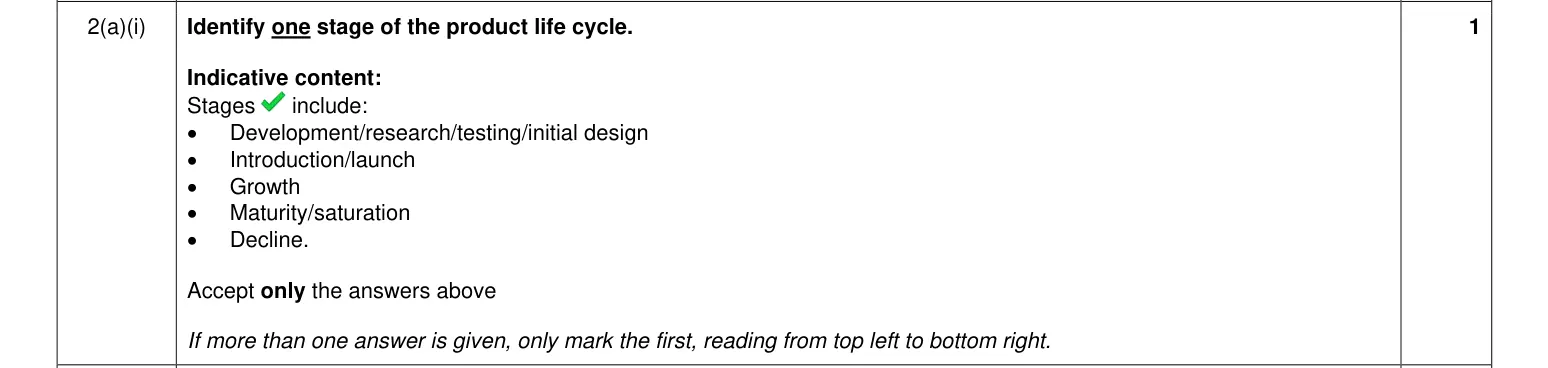 2(a)(i) Identify one stage of the product life cycle. 1
Indicative content:
Stages ✔ include:
• Development/research/testing/initial design
• Introduction/launch
• Growth
• Maturity/saturation
• Decline.
Accept only the answers above
If more than one answer is given, only mark the first, reading from top left to bottom right.